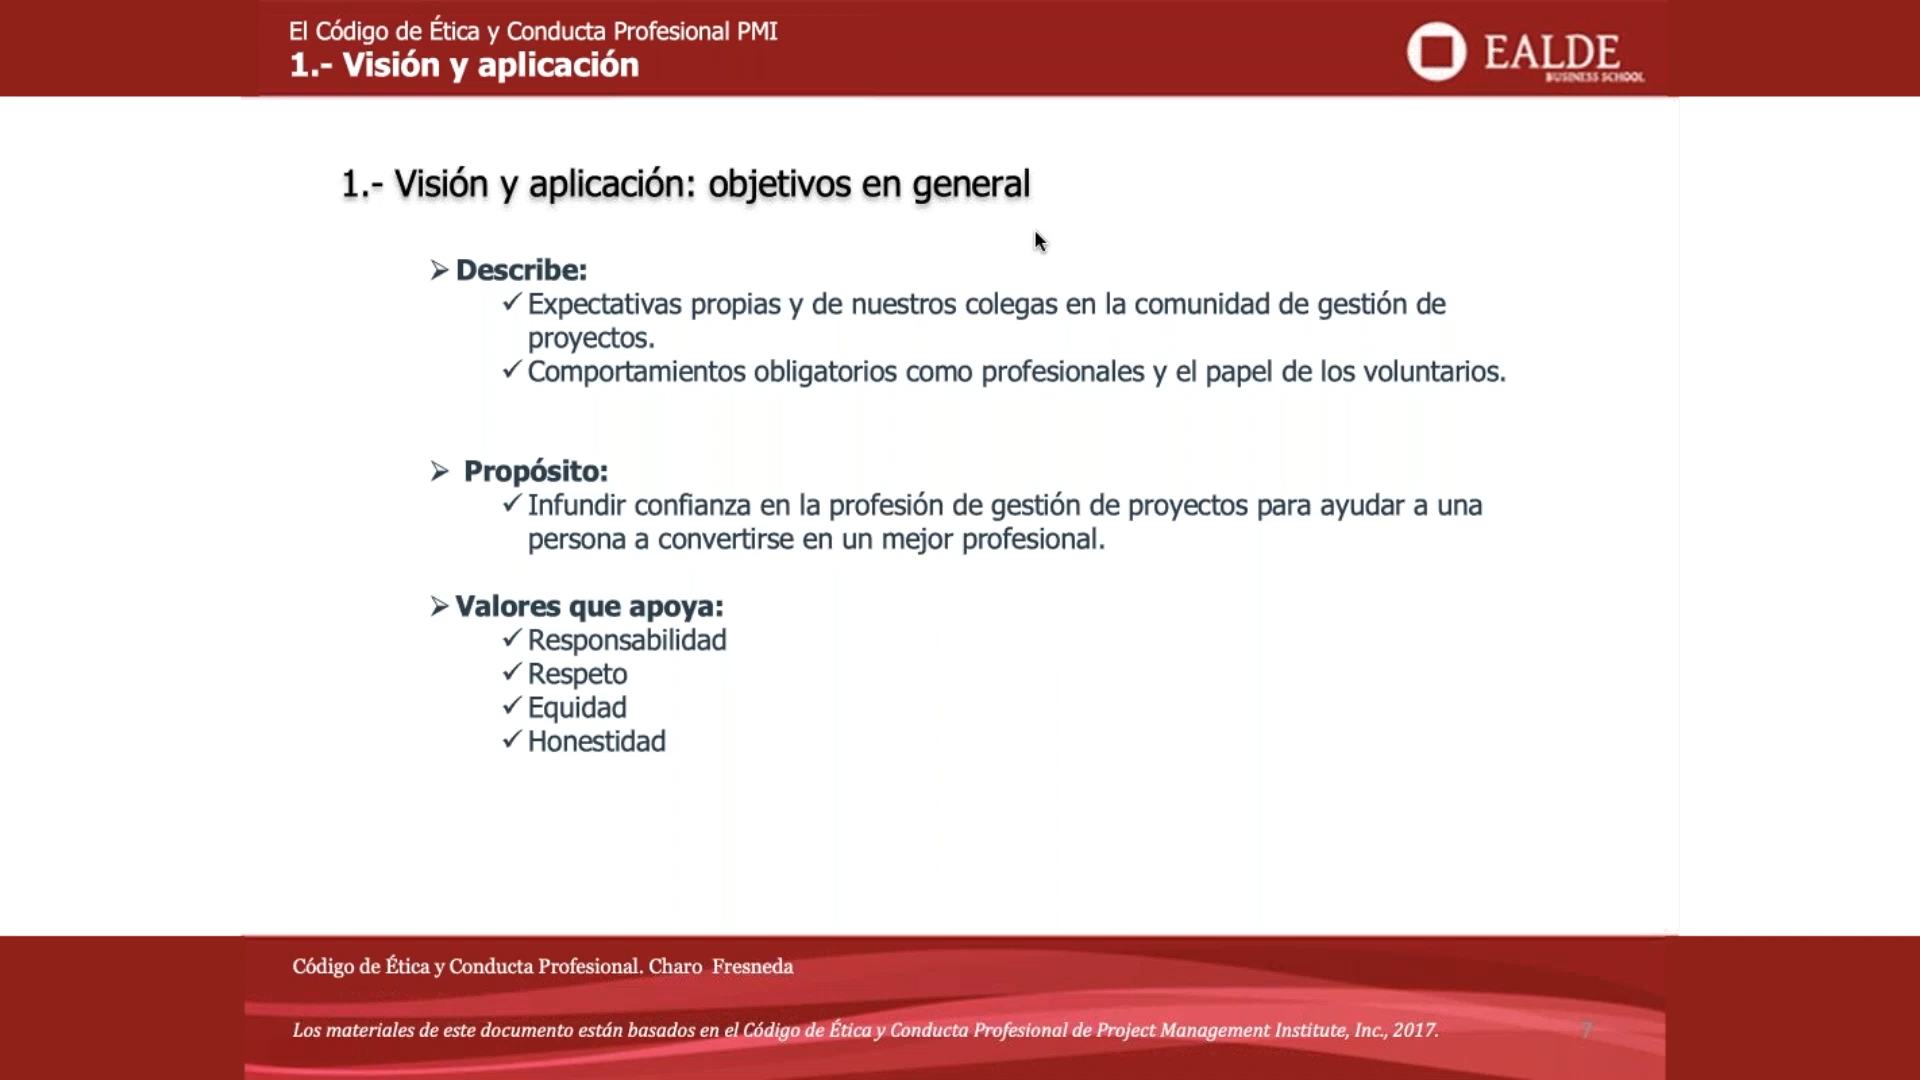 El Código de Ética y Conducta Profesional PMI
1.- Visión y aplicación
EALDE
BUSINESS SCHOOL
1.- Visión y aplicación: objetivos en general
➢ Describe:
✓ Expectativas propias y de nuestros colegas en la comunidad de gestión de
proyectos.
✓ Comportamientos obligatorios como profesionales y el papel de los voluntarios.
➢ Propósito:
✓ Infundir confianza en la profesión de gestión de proyectos para ayudar a una
persona a convertirse en un mejor profesional.
➢ Valores que apoya:
✓ Responsabilidad
✓ Respeto
✓ Equidad
✓ Honestidad
Código de Ética y Conducta Profesional. Charo Fresneda
Los materiales de este documento están basados en el Código de Ética y Conducta Profesional de Project Management Institute, Inc., 2017.
7